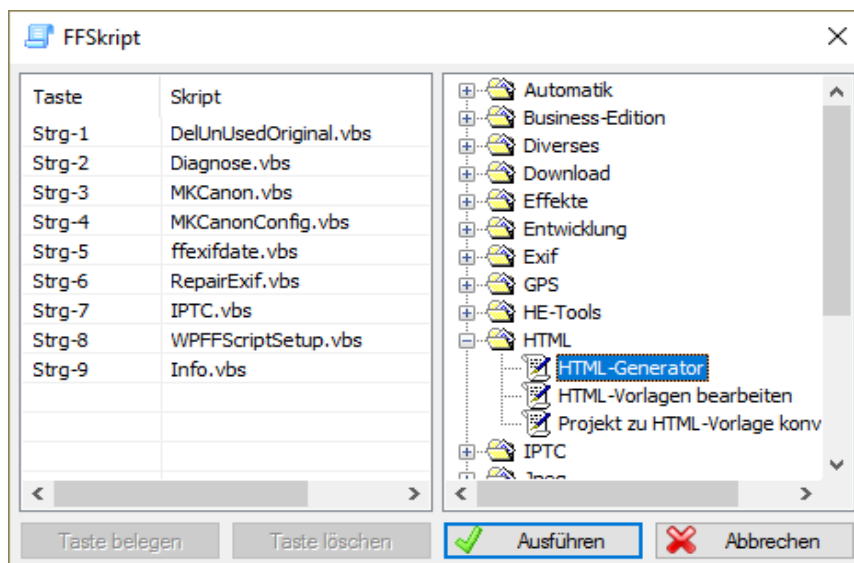 FFSkript
Taste Skript
Strg-1 DelUnUsedOriginal.vbs
Strg-2 Diagnose.vbs
Strg-3 MKCanon.vbs
Strg-4 MKCanonConfig.vbs
Strg-5 ffexifdate.vbs
Strg-6 RepairExif.vbs
Strg-7 IPTC.vbs
Strg-8 WPFFScriptSetup.vbs
Strg-9 Info.vbs
Automatik
Business-Edition
Diverses
Download
Effekte
Entwicklung
Exif
GPS
HE-Tools
HTML
HTML-Generator
HTML-Vorlagen bearbeiten
Projekt zu HTML-Vorlage konv
IPTC
Taste belegen Taste löschen Ausführen Abbrechen